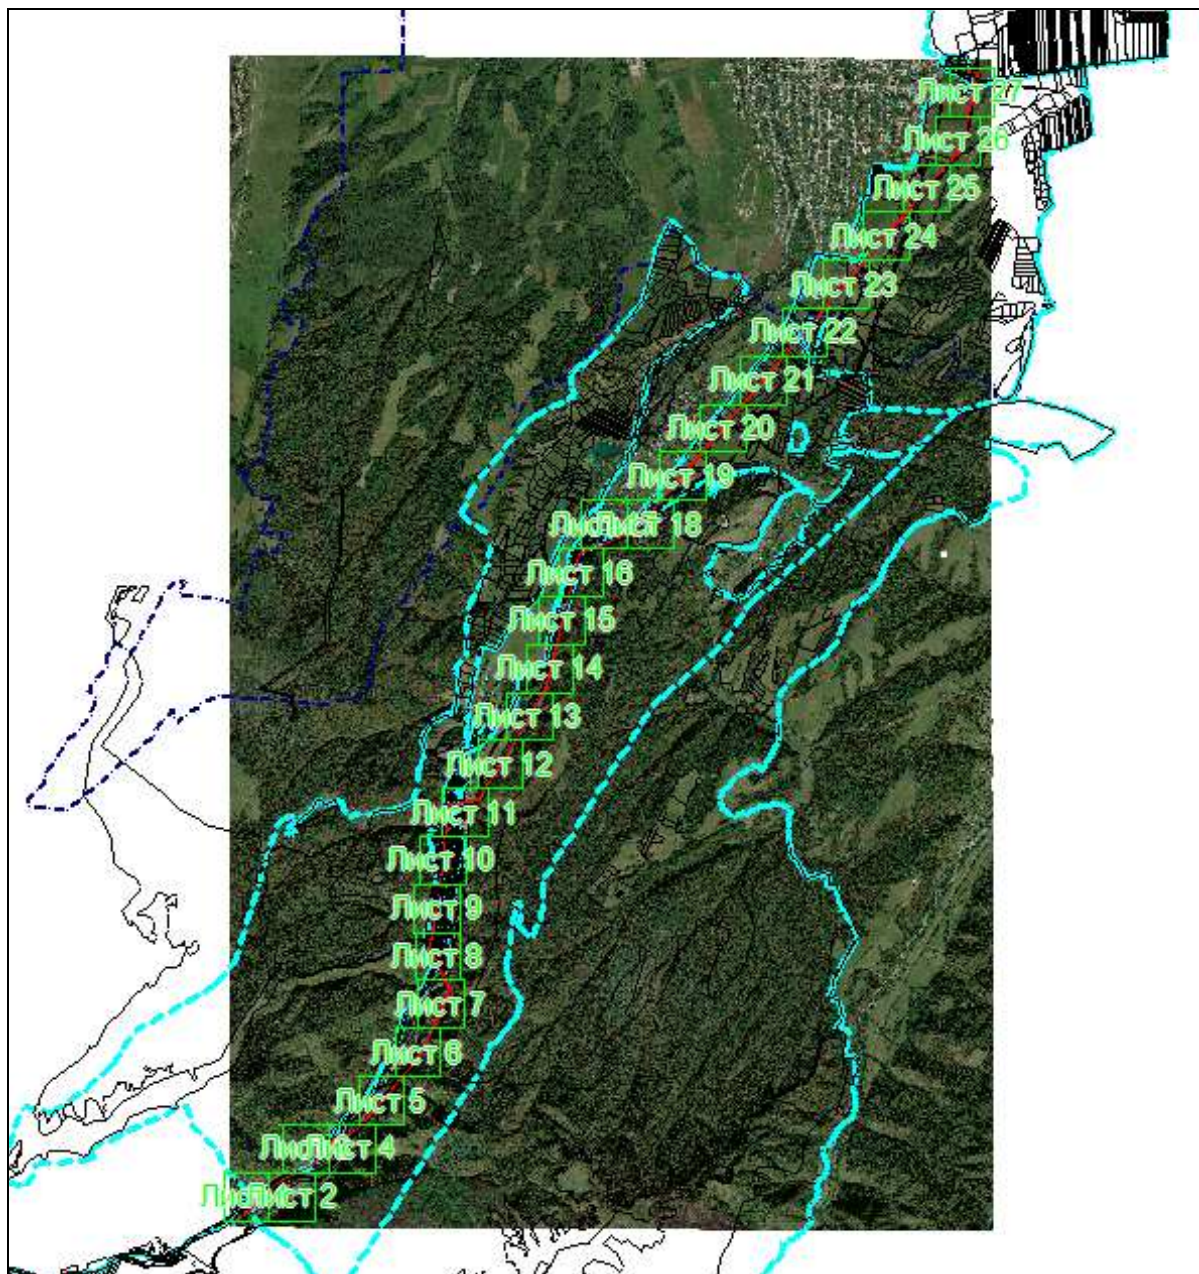 Лист 27
Лист 26
Лист 25
Лист 24
Лист 23
Лист 22
Лист 21
Лист 20
Лист 19
Лист 18
Лист 16
Лист 15
Лист 14
Лист 13
Лист 12
Лист 11
Лист 10
Лист 9
Лист 8
Лист 7
Лист 6
Лист 5
Лист 4
Лист 2